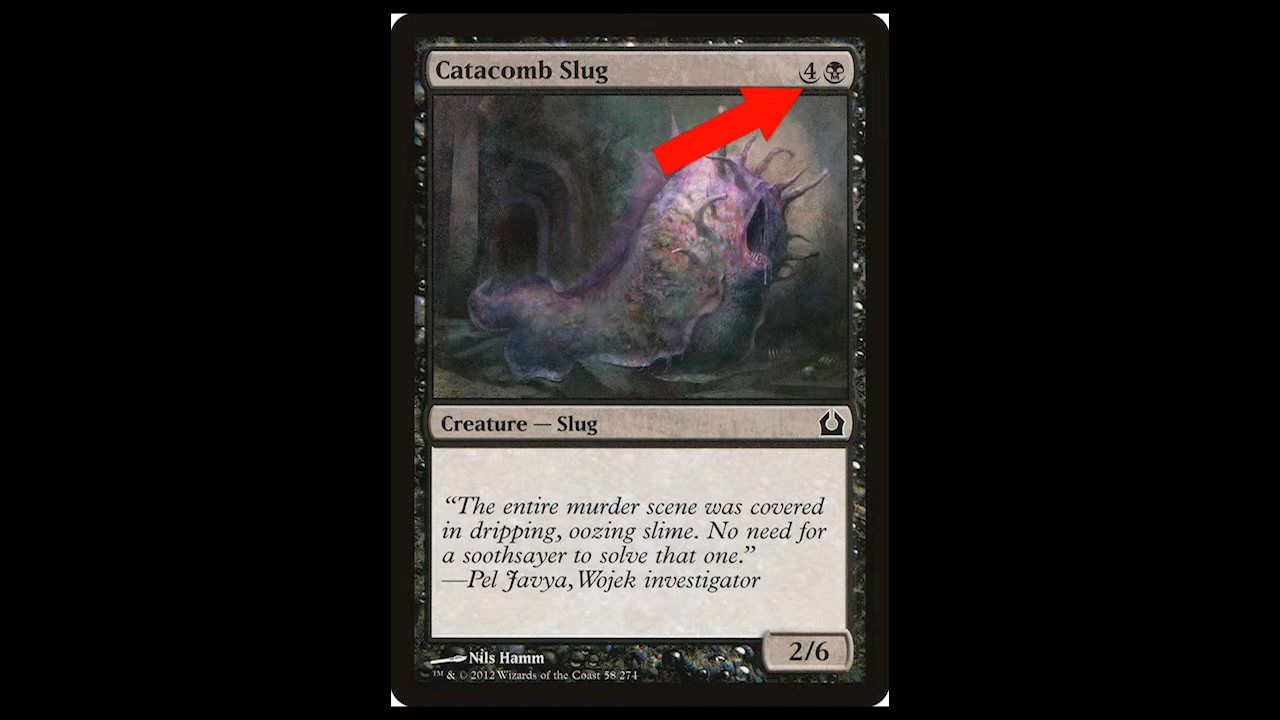 Catacomb Slug 4
Creature — Slug
“The entire murder scene was covered
in dripping, oozing slime. No need for
a soothsayer to solve that one.”
—Pel Javya, Wojek investigator
2/6
Nils Hamm
™ & © 2012 Wizards of the Coast 58/274